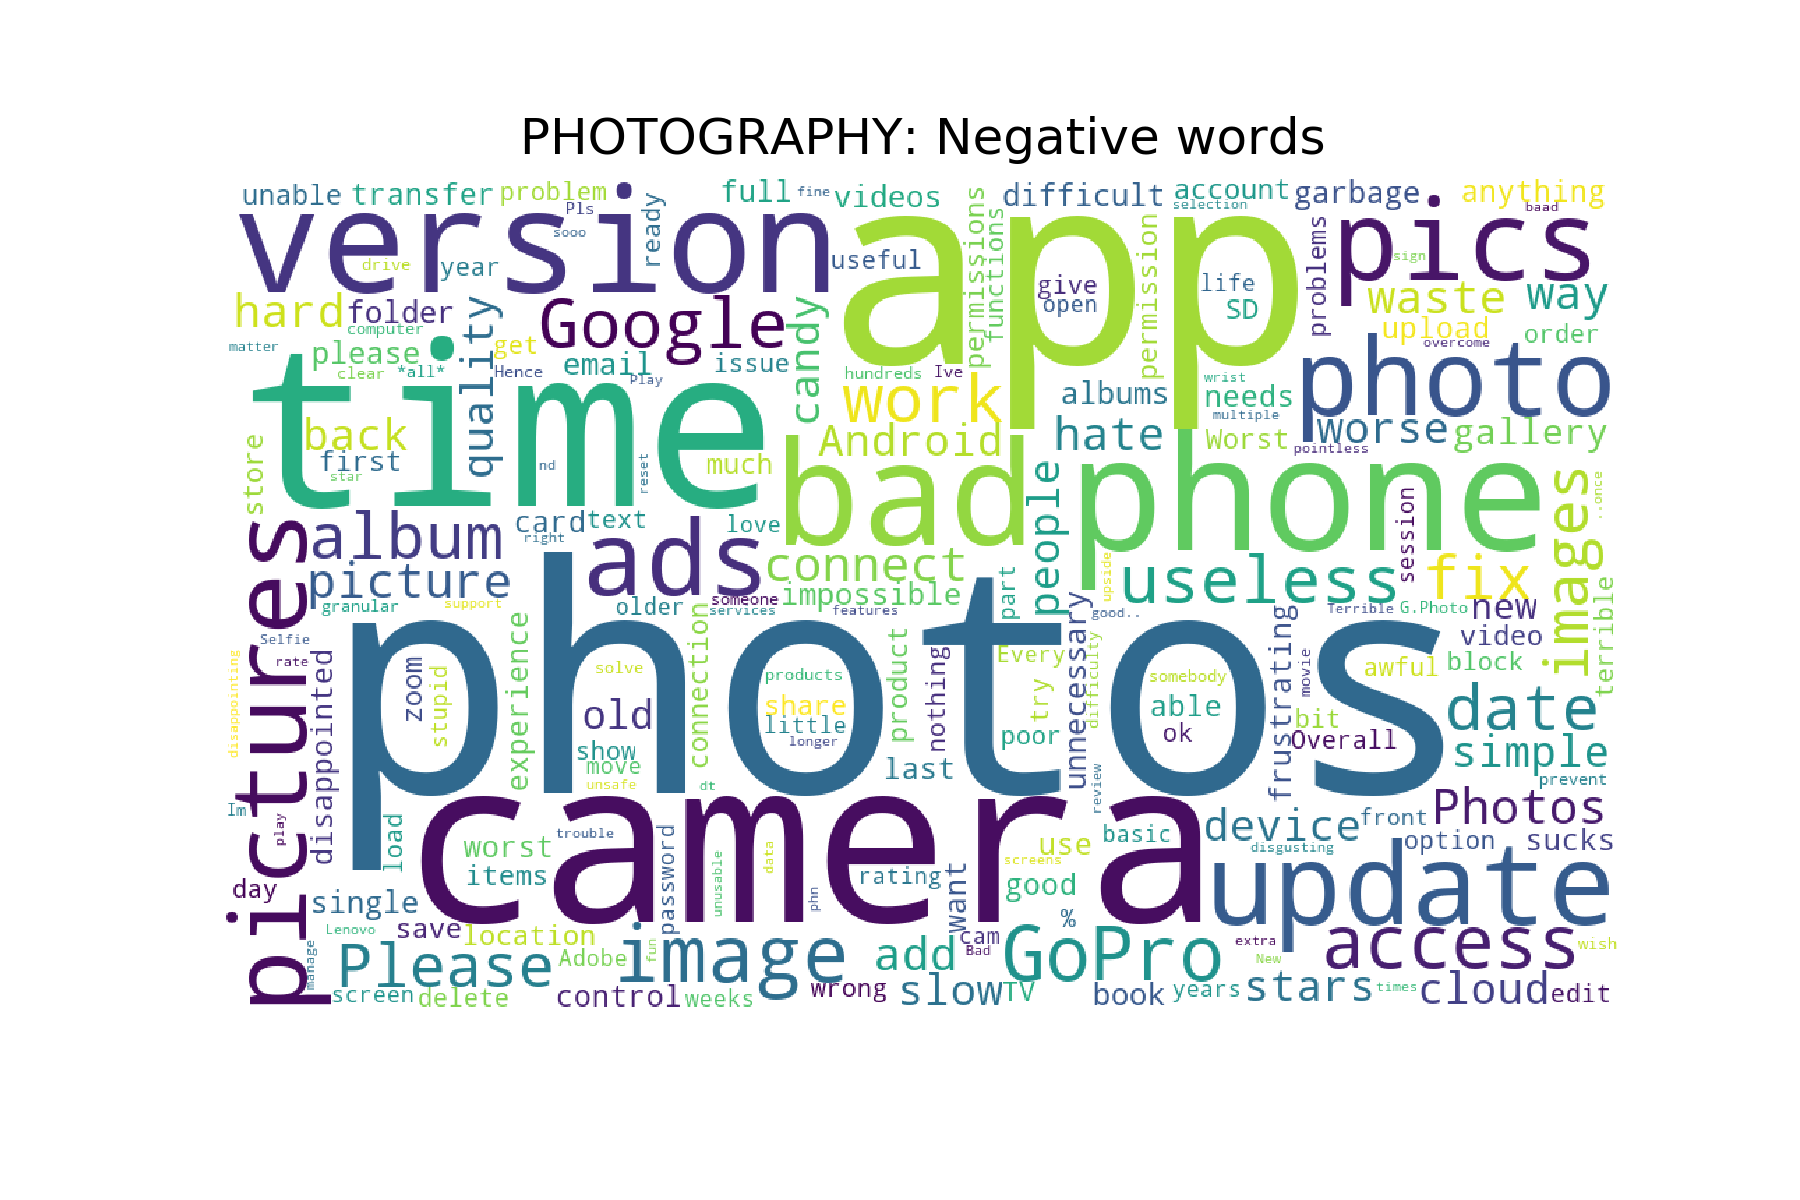 PHOTOGRAPHY: Negative words
unable transfer problem full fine videos difficult account garbage anything
Pls ready permissions selection baad
version app pics
sooo functions permission problems
drive year useful give life sign
hard folder Google candy open SD waste way
computer quality upload order
matter please get email issue overcome
clear *all* Hence Play hundreds Ive wrist photo
time work albums needs
multiple
back Android hate Worst worse gallery
store first nd reset much pointless
star bad people phone images ..once
album card text love session
right ads connect
picture impossible part upside useless fix terrible
granular support older someone services features good.. Terrible G.Photo new
pictures photos
Selfie experience connection product unnecessary difficulty frustrating video
disappointing rate disappointed zoom stupid solve products nothing Every try somebody movie awful block
share
old little able bit date
show longer poor ok Overall simple
move last
unsafe dt review prevent
Im play load camera front Photos
trouble password basic device
worst unusable data use disgusting option sucks
items phn rating want screens good update
day
single %
Lenovo save location cam extra wish
manage Please Adobe fun image add Bad GoPro New access
screen delete control weeks wrong slow TV book years stars times cloud edit